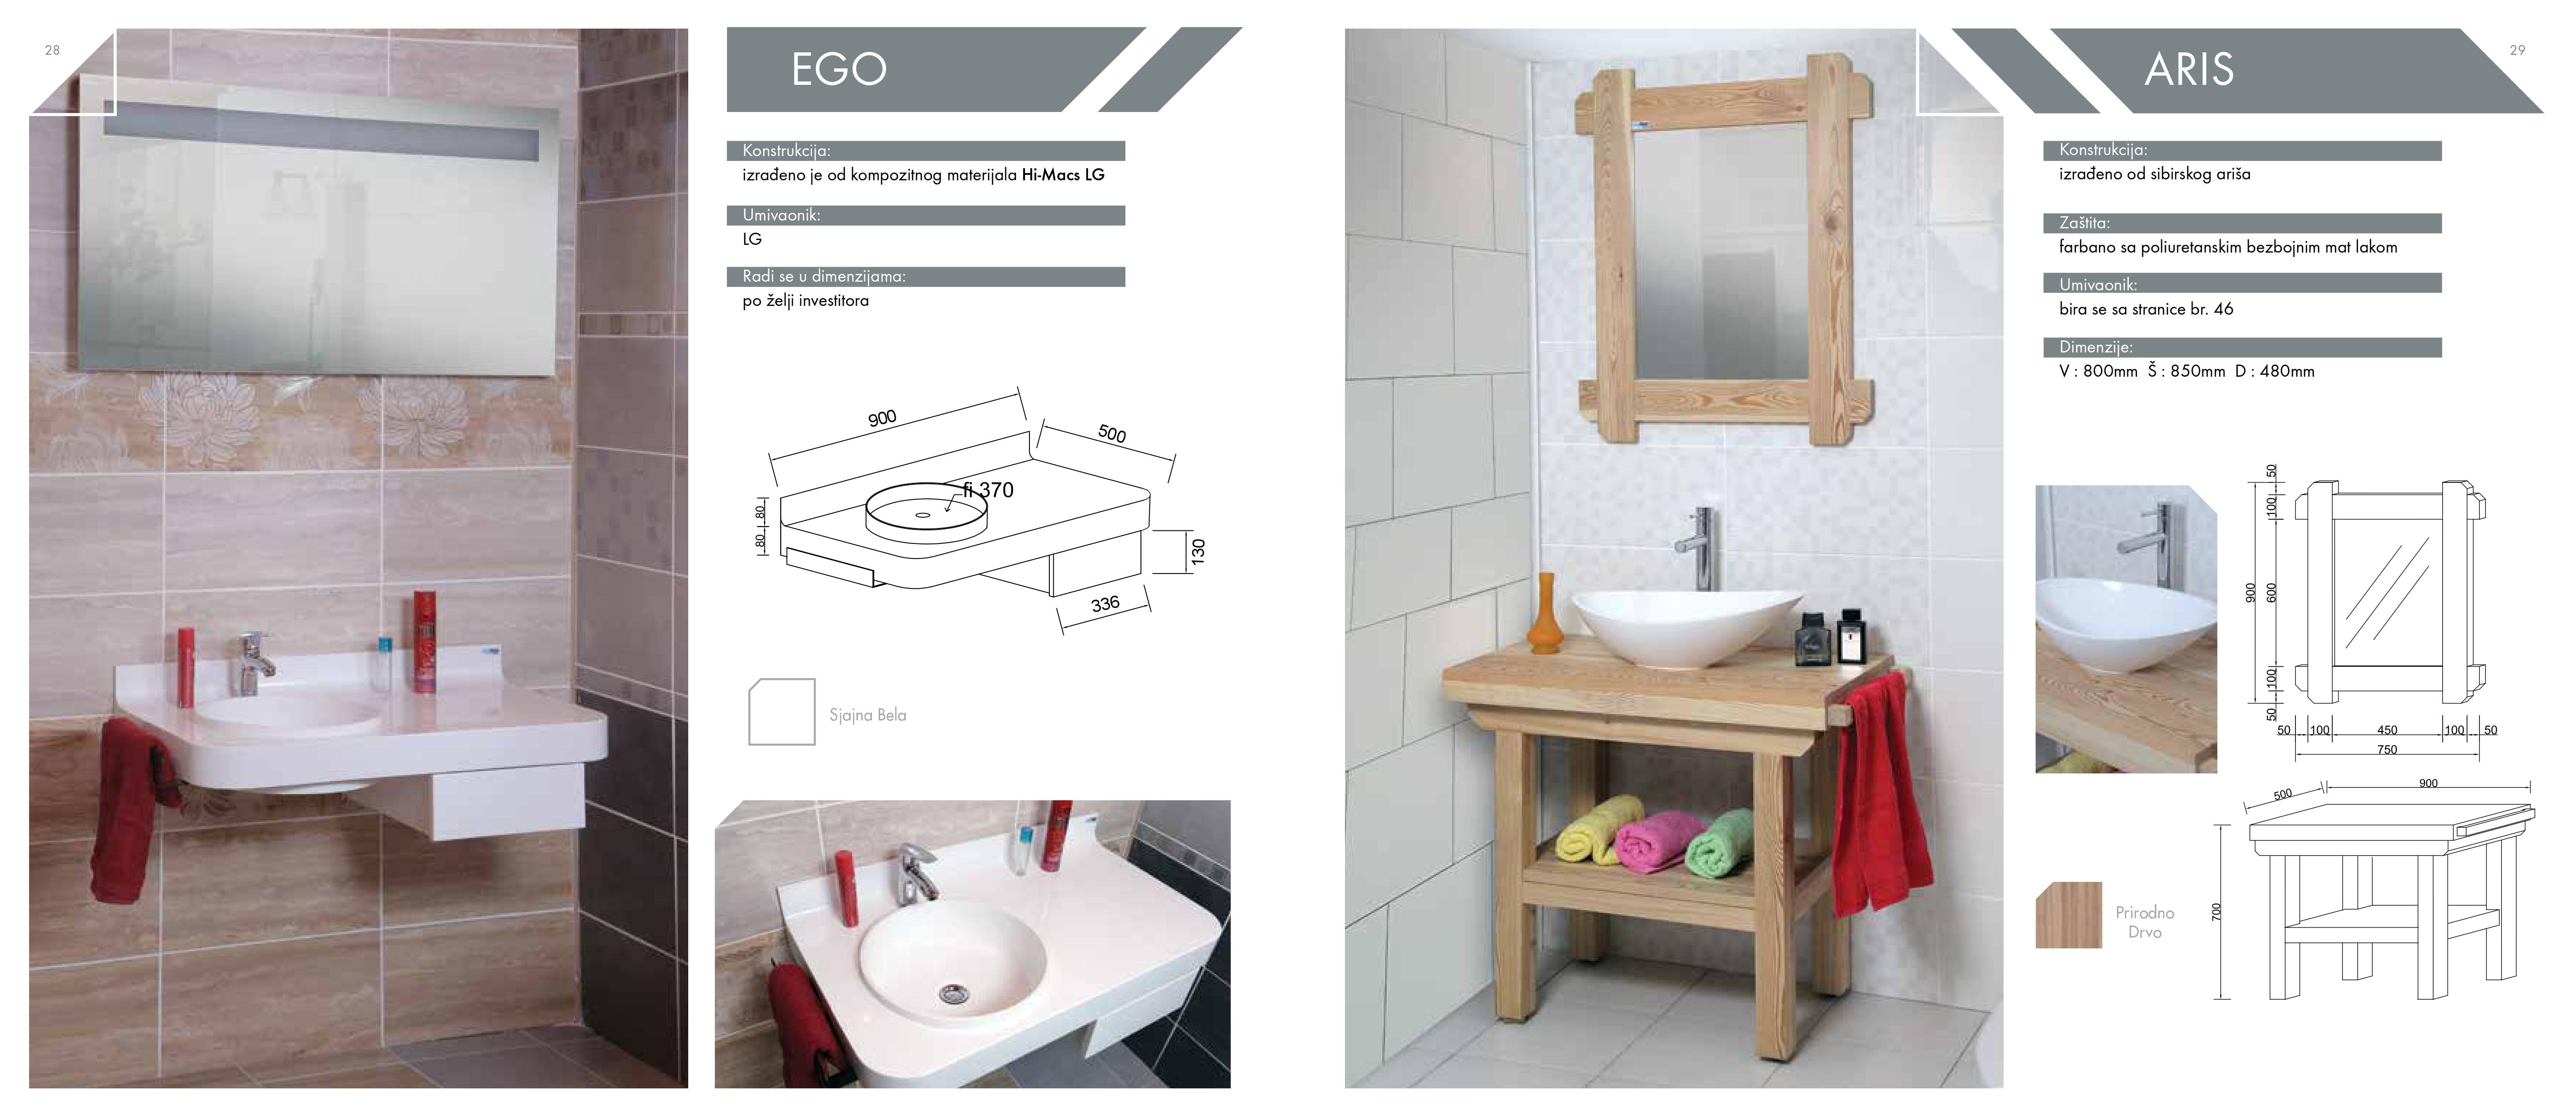 28
EGO
Konstrukcija:
izrađeno je od kompozitnog materijala Hi-Macs LG
Umivaonik:
LG
Radi se u dimenzijama:
po želji investitora
900
500
fi 370
80
80
130
336
Sjajna Bela
ARIS
29
Konstrukcija:
izrađeno od sibirskog ariša
Zaštita:
farbano sa poliuretanskim bezbojnim mat lakom
Umivaonik:
bira se sa stranice br. 46
Dimenzije:
V : 800mm Š : 850mm D : 480mm
50
100
900
600
100
50
50 100 450 100 50
750
500
900
700
Prirodno
Drvo